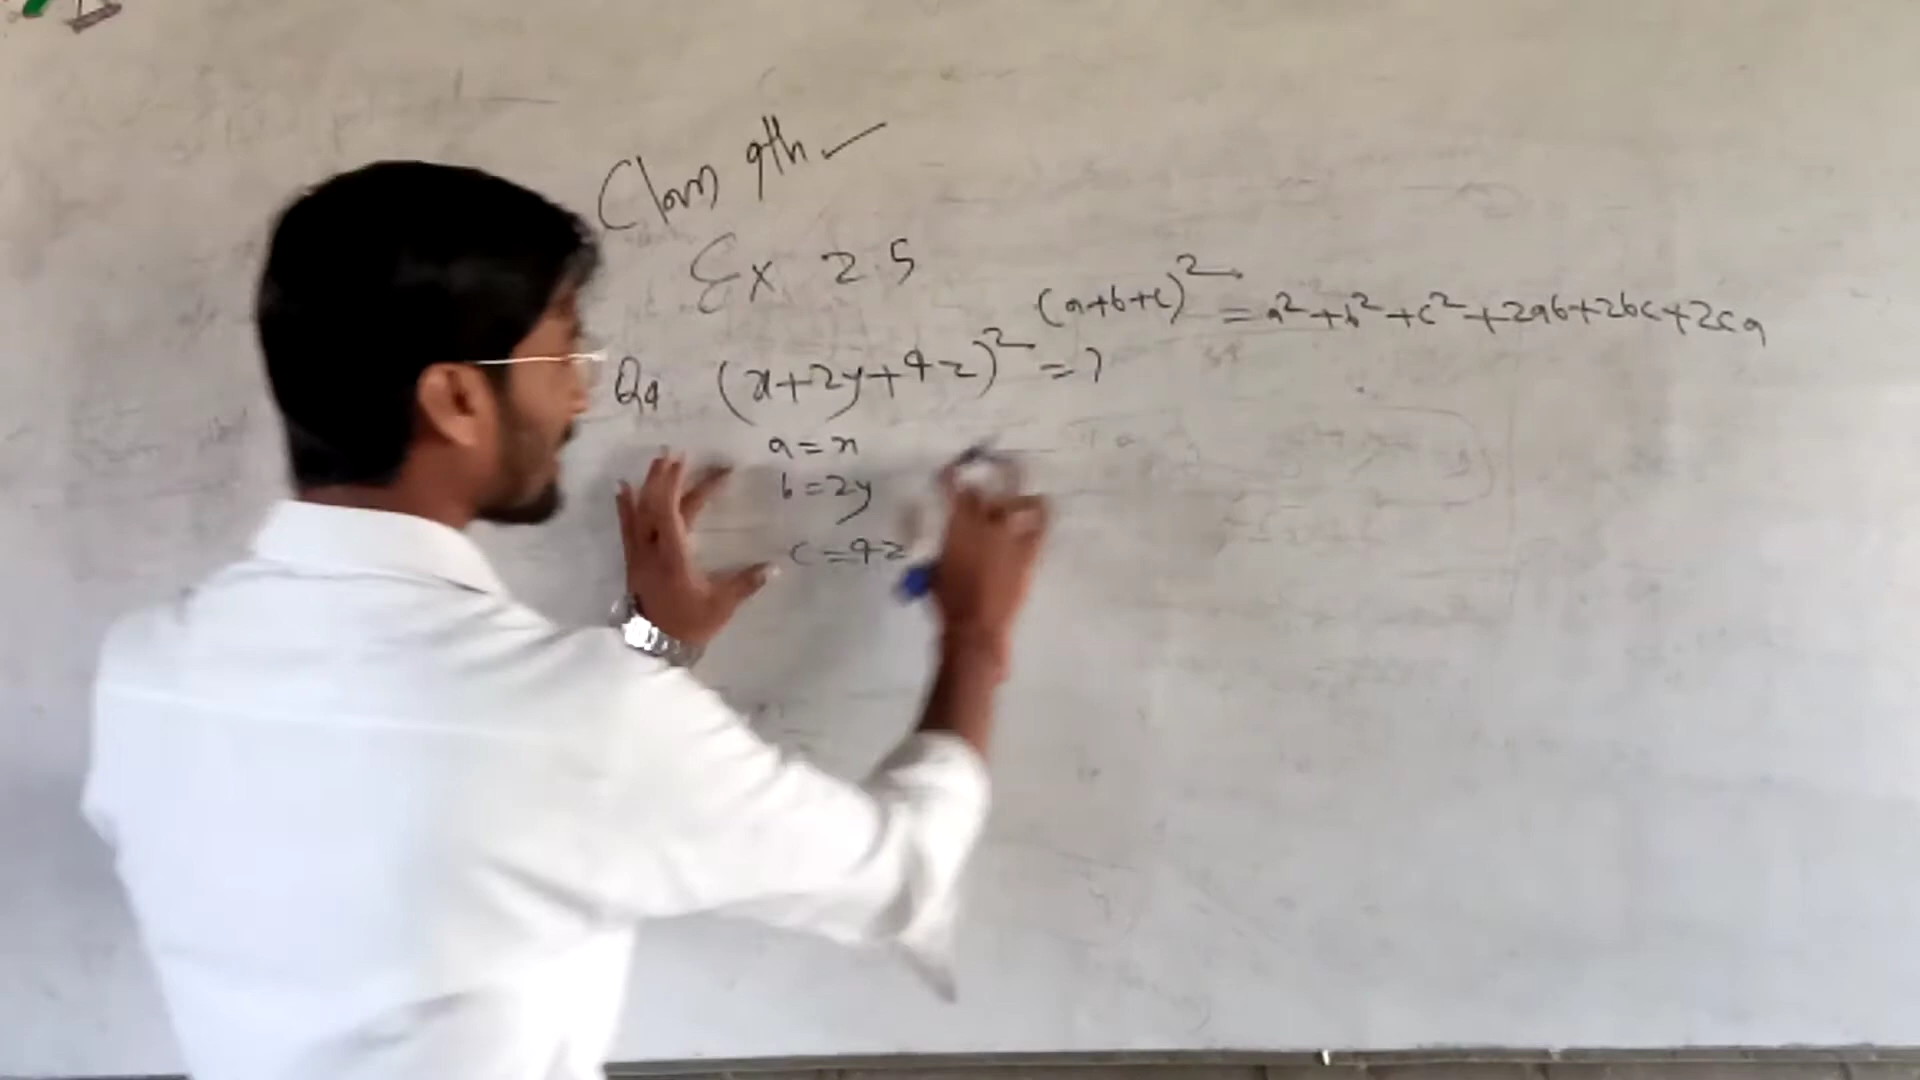 Class 9th
Ex 2.5
(a+b+c)² = a²+b²+c²+2ab+2bc+2ca
Q4 (x+2y+4z)² = ?
a = x
b = 2y
c = 4z